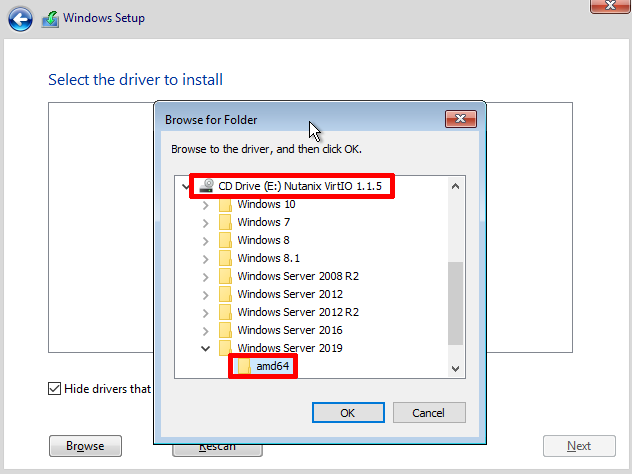 Windows Setup
Select the driver to install
Browse for Folder
Browse to the driver, and then click OK.
CD Drive (E:) Nutanix VirtIO 1.1.5
Windows 10
Windows 7
Windows 8
Windows 8.1
Windows Server 2008 R2
Windows Server 2012
Windows Server 2012 R2
Windows Server 2016
Windows Server 2019
amd64
Hide drivers that
OK
Cancel
Browse
Rescan
Next